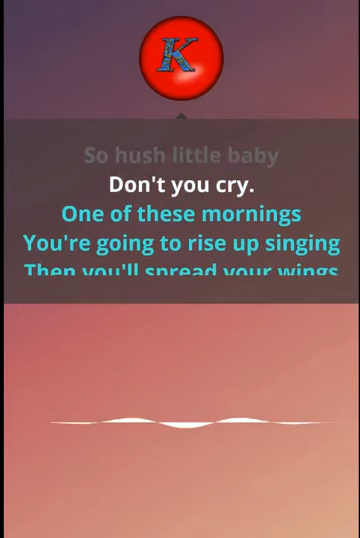 K
So hush little baby
Don't you cry.
One of these mornings
You're going to rise up singing
Then you'll spread your wings